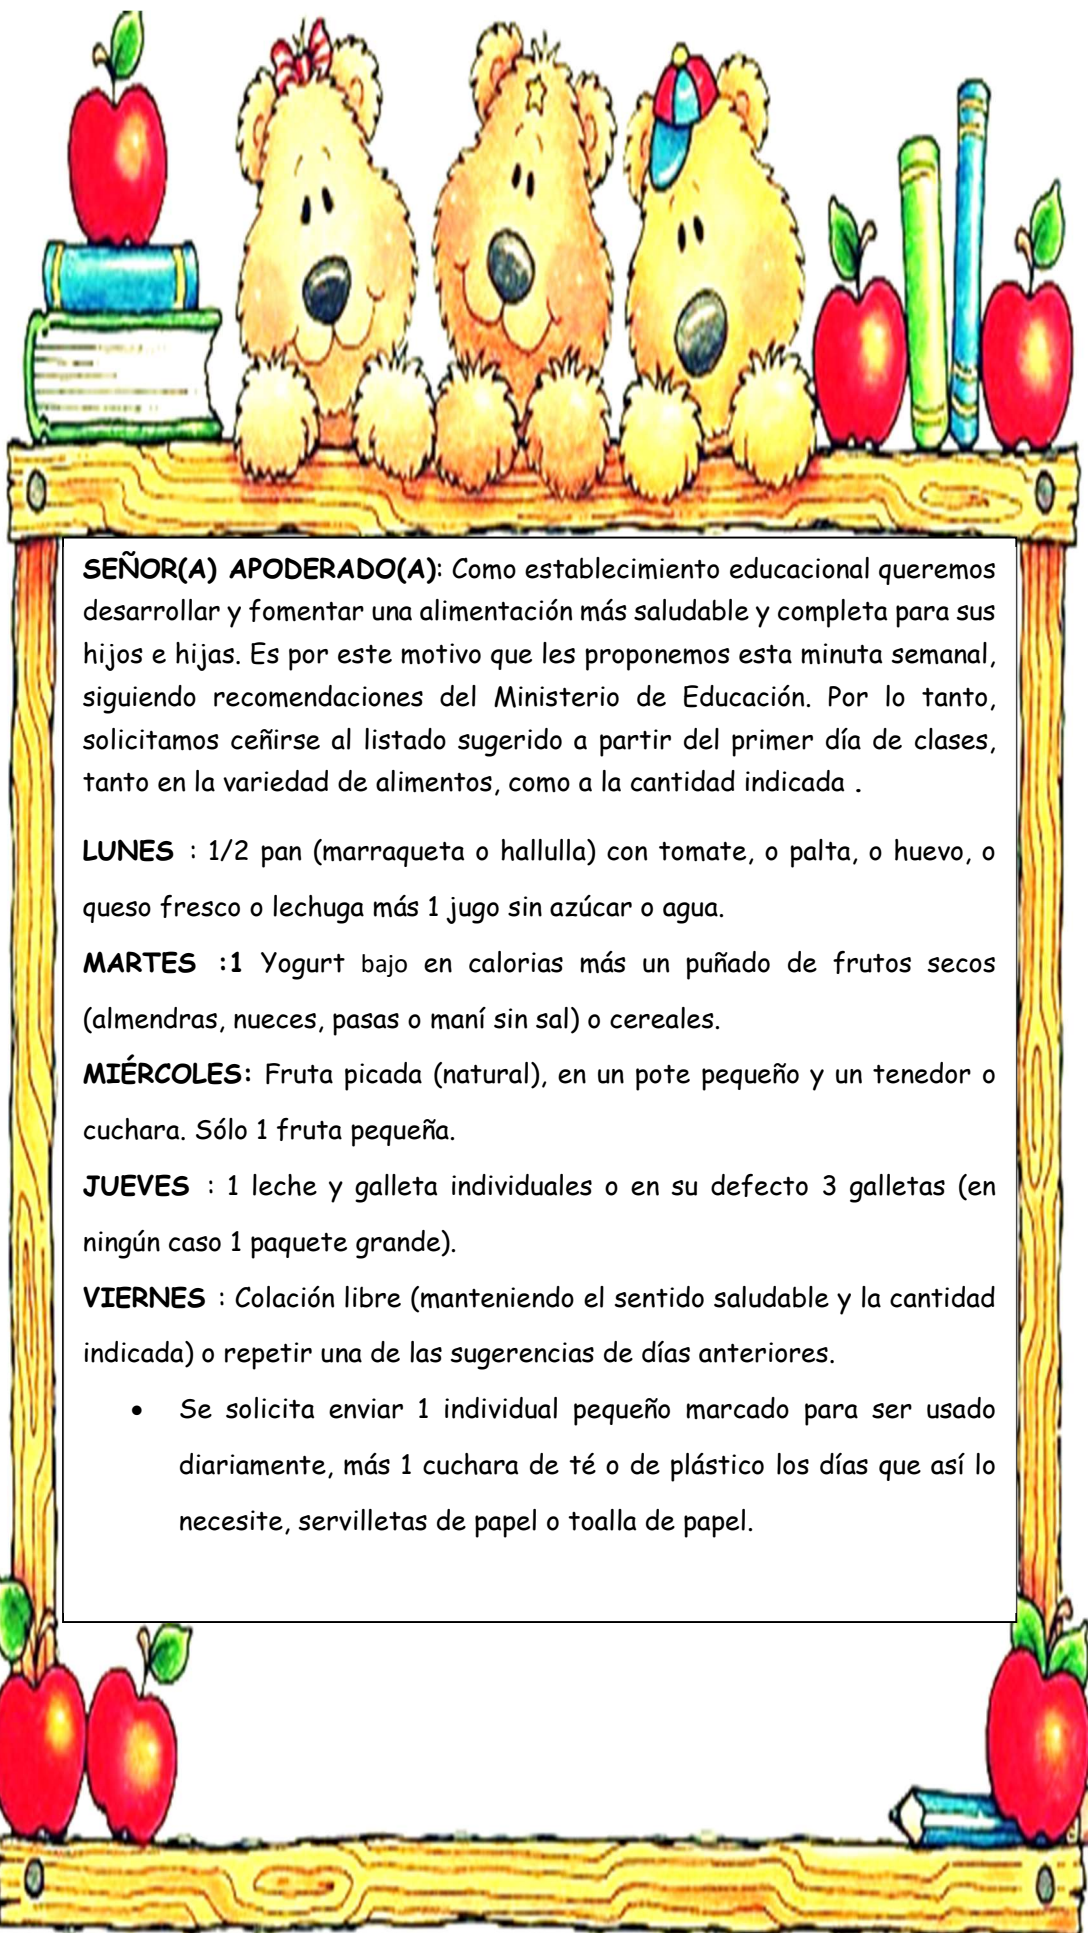 SEÑOR(A) APODERADO(A): Como establecimiento educacional queremos
desarrollar y fomentar una alimentación más saludable y completa para sus
hijos e hijas. Es por este motivo que les proponemos esta minuta semanal,
siguiendo recomendaciones del Ministerio de Educación. Por lo tanto,
solicitamos ceñirse al listado sugerido a partir del primer día de clases,
tanto en la variedad de alimentos, como a la cantidad indicada .
LUNES : 1/2 pan (marraqueta o hallulla) con tomate, o palta, o huevo, o
queso fresco o lechuga más 1 jugo sin azúcar o agua.
MARTES :1 Yogurt bajo en calorias más un puñado de frutos secos
(almendras, nueces, pasas o maní sin sal) o cereales.
MIÉRCOLES: Fruta picada (natural), en un pote pequeño y un tenedor o
cuchara. Sólo 1 fruta pequeña.
JUEVES : 1 leche y galleta individuales o en su defecto 3 galletas (en
ningún caso 1 paquete grande).
VIERNES : Colación libre (manteniendo el sentido saludable y la cantidad
indicada) o repetir una de las sugerencias de días anteriores.
• Se solicita enviar 1 individual pequeño marcado para ser usado
diariamente, más 1 cuchara de té o de plástico los días que así lo
necesite, servilletas de papel o toalla de papel.